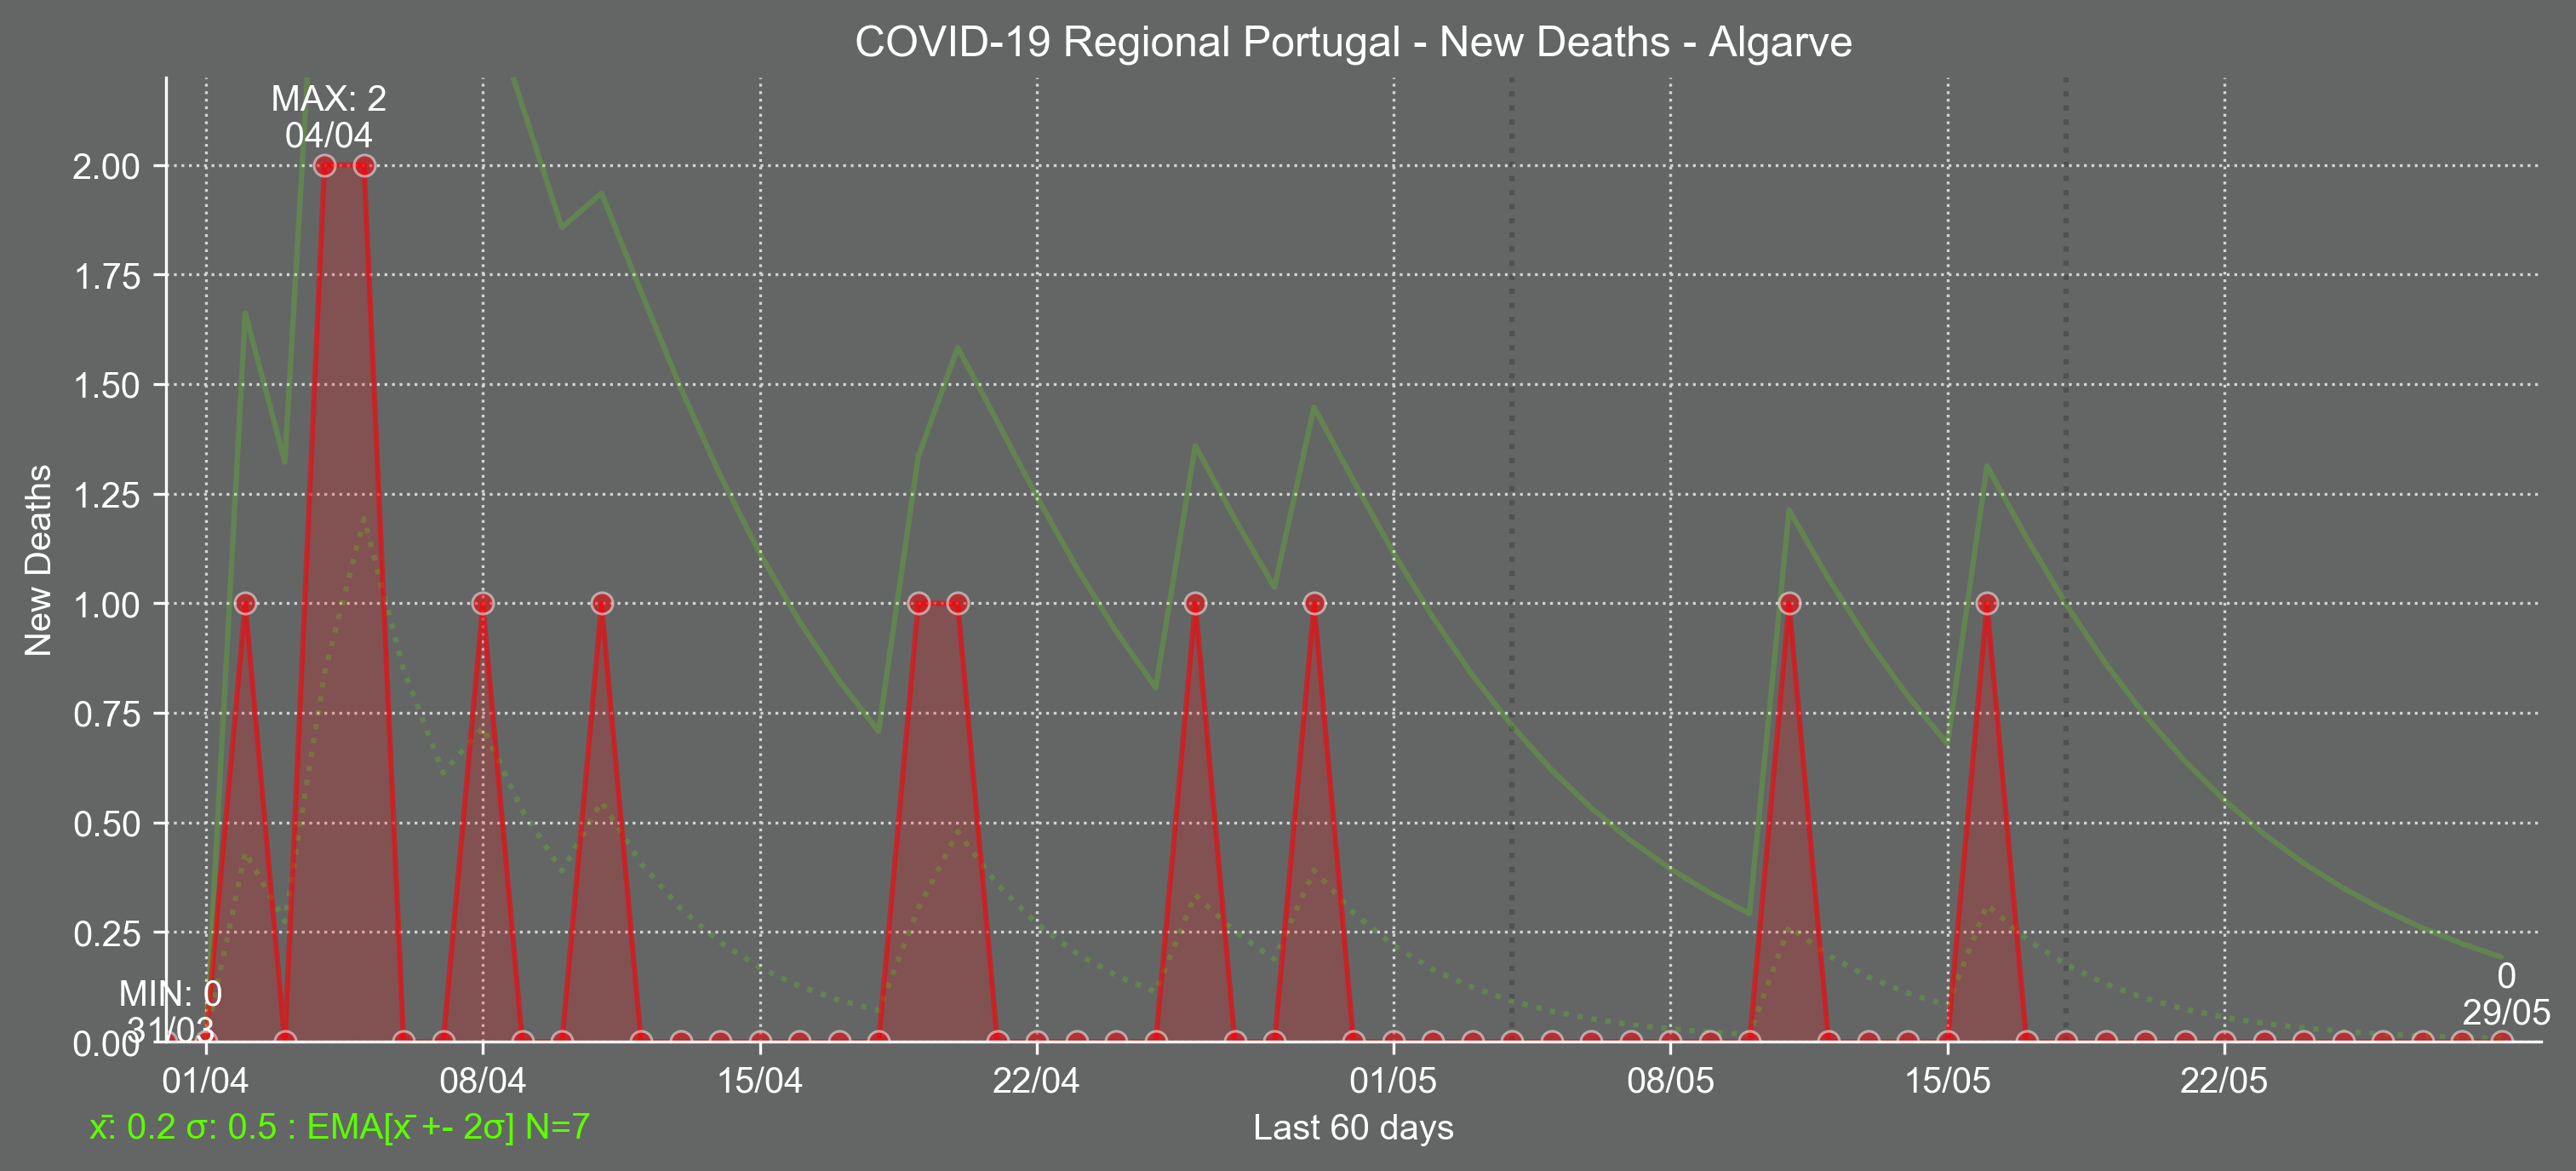 COVID-19 Regional Portugal - New Deaths - Algarve
MAX: 2
04/04
2.00
1.75
1.50
1.25
1.00
0.75
0.50
0.25
0.00
New Deaths
MIN: 0
31/03
0
29/05
01/04 08/04 15/04 22/04 01/05 08/05 15/05 22/05
x̄: 0.2 σ: 0.5 : EMA[x̄ +- 2σ] N=7
Last 60 days